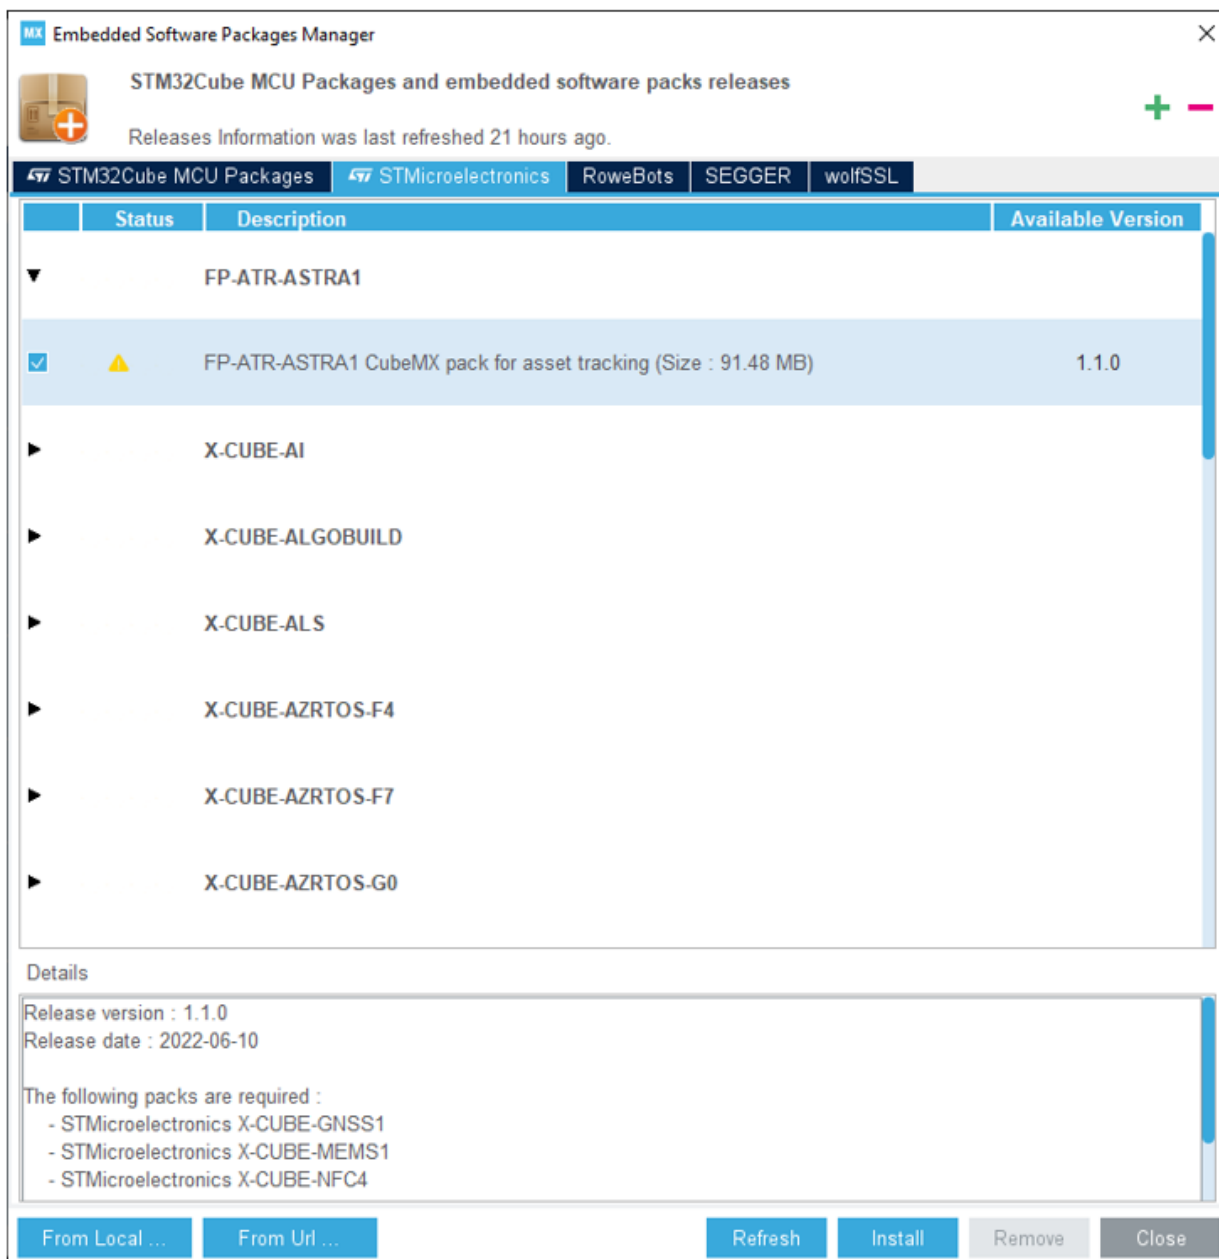 MX Embedded Software Packages Manager
STM32Cube MCU Packages and embedded software packs releases
Releases Information was last refreshed 21 hours ago.
STM32Cube MCU Packages STMicroelectronics RoweBots SEGGER wolfSSL
Status Description Available Version
FP-ATR-ASTRA1
FP-ATR-ASTRA1 CubeMX pack for asset tracking (Size : 91.48 MB) 1.1.0
X-CUBE-AI
X-CUBE-ALGOBUILD
X-CUBE-ALS
X-CUBE-AZRTOS-F4
X-CUBE-AZRTOS-F7
X-CUBE-AZRTOS-G0
Details
Release version : 1.1.0
Release date : 2022-06-10
The following packs are required :
- STMicroelectronics X-CUBE-GNSS1
- STMicroelectronics X-CUBE-MEMS1
- STMicroelectronics X-CUBE-NFC4
From Local ... From Url ... Refresh Install Remove Close